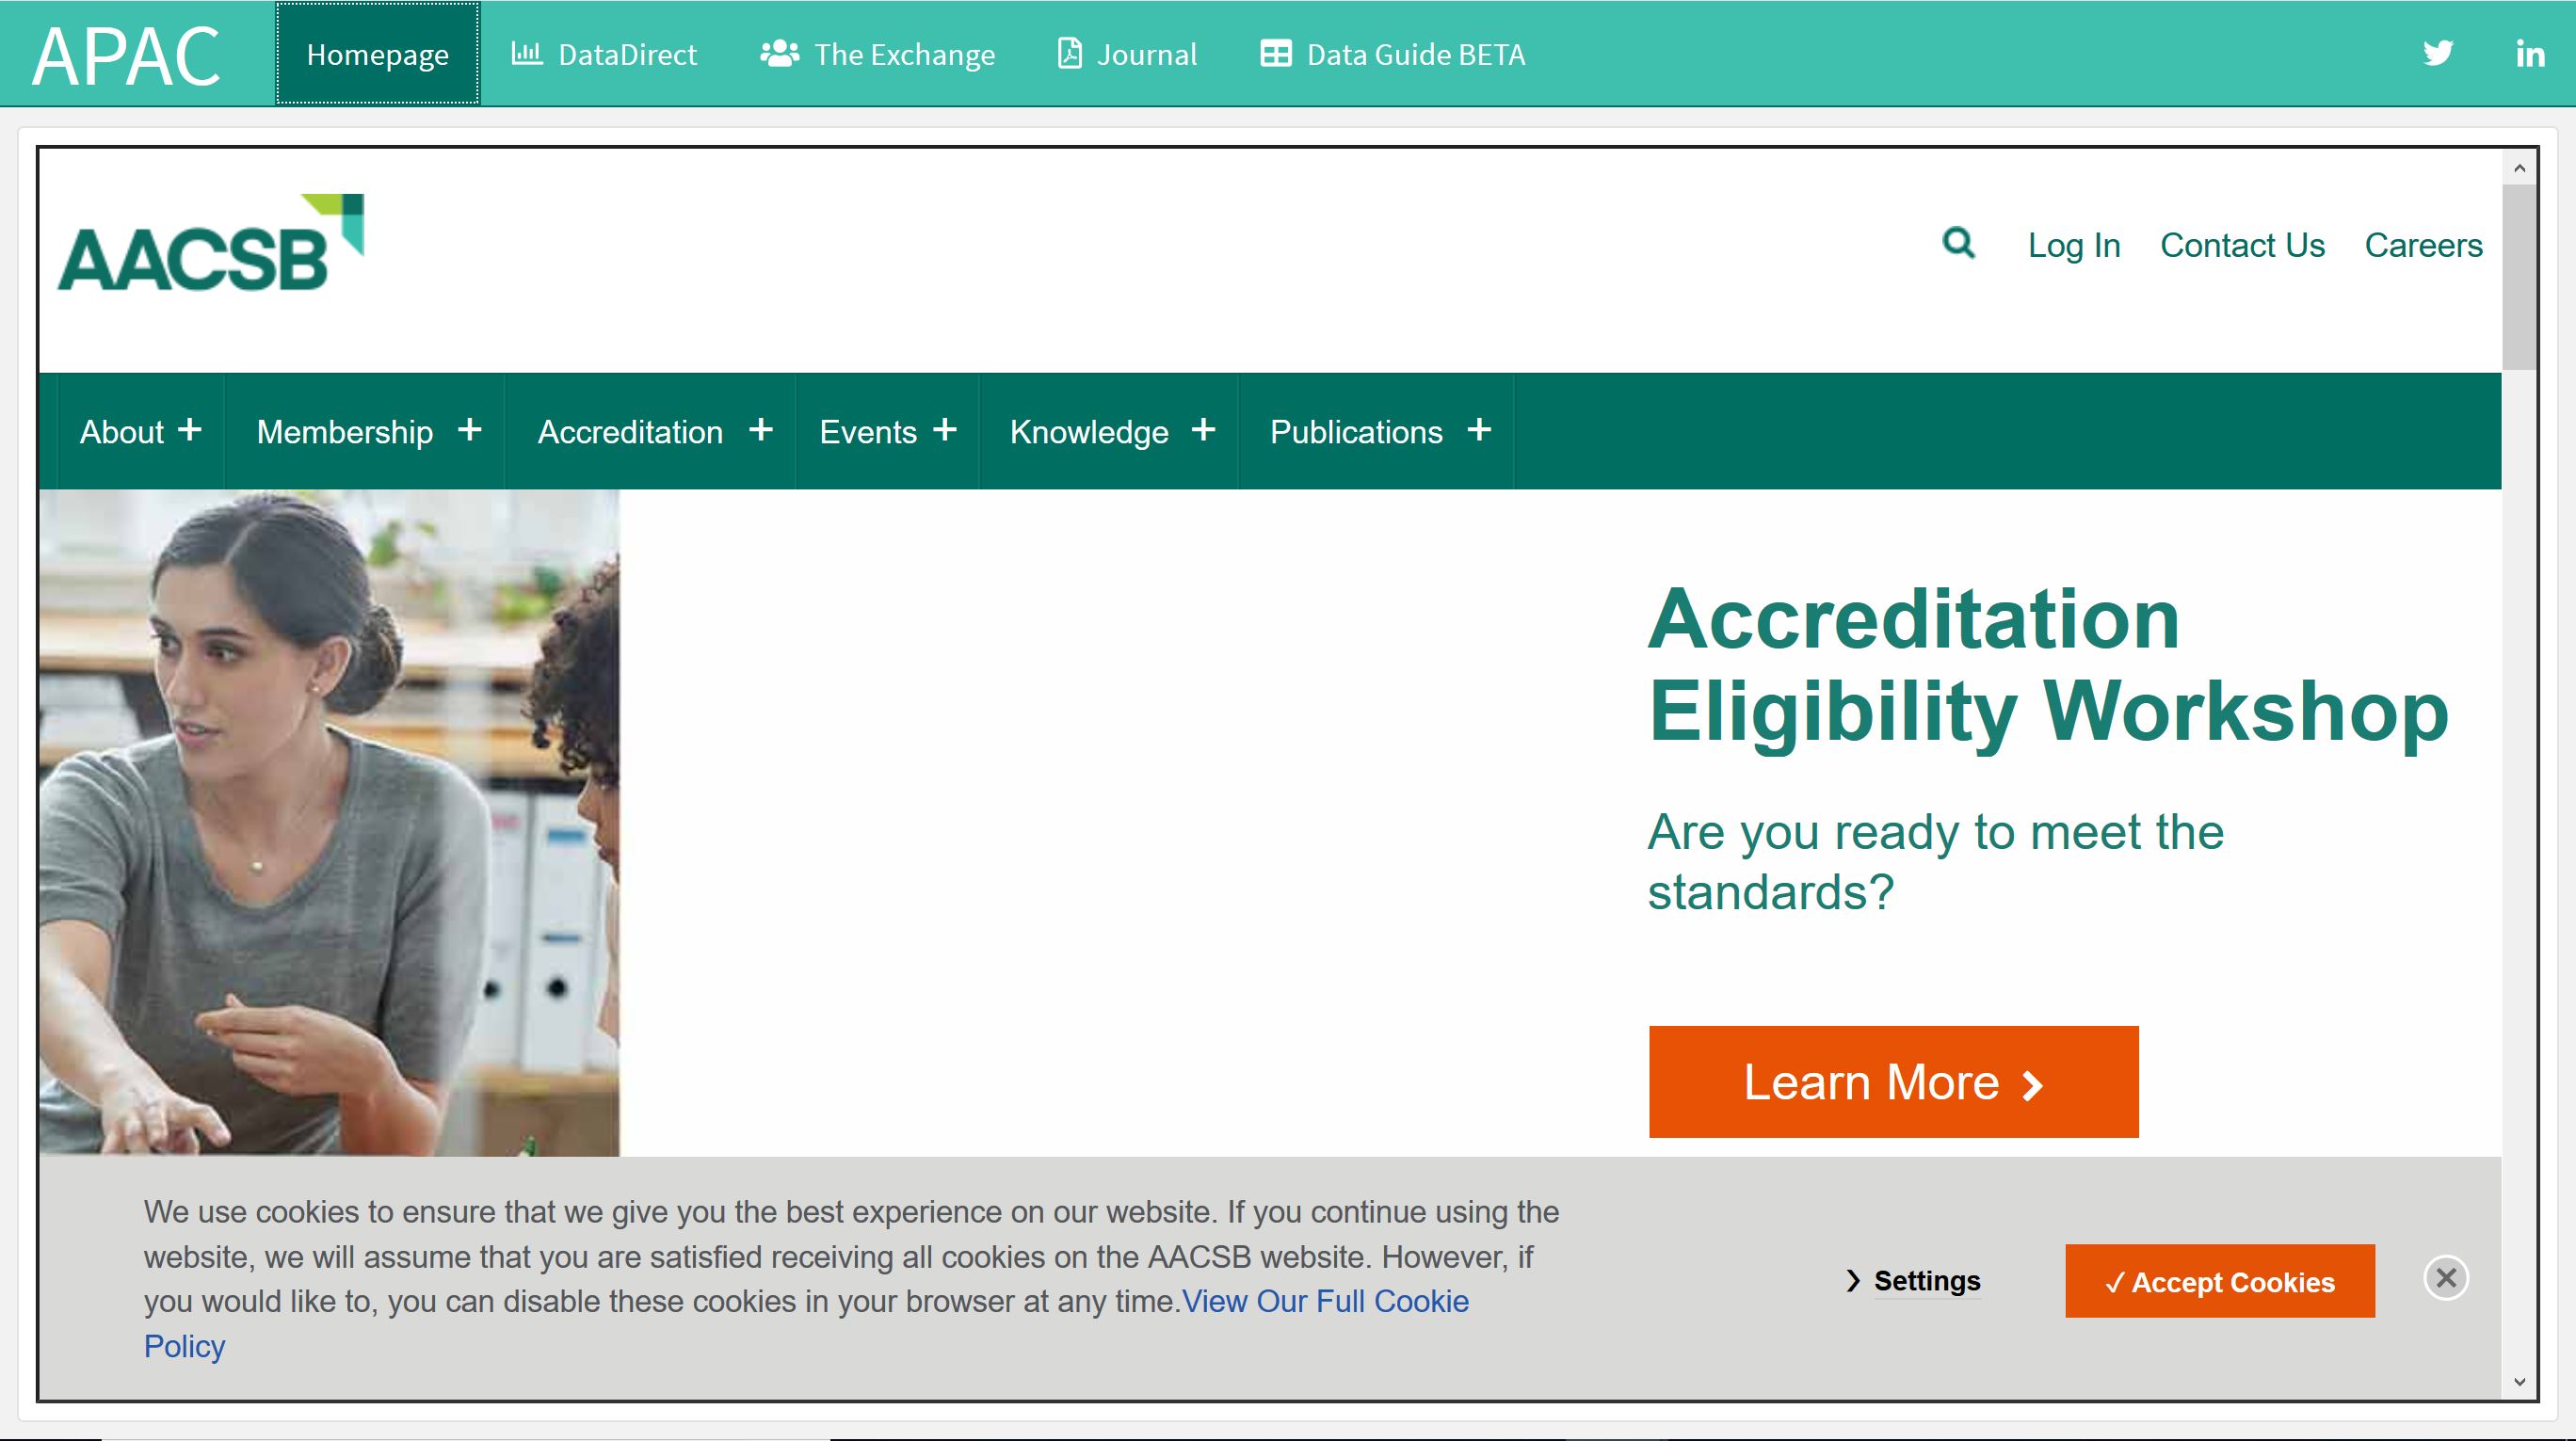 APAC
Homepage
DataDirect
The Exchange
Journal
Data Guide BETA
AACSB
Log In
Contact Us
Careers
About +
Membership +
Accreditation +
Events +
Knowledge +
Publications +
Accreditation
Eligibility Workshop
Are you ready to meet the
standards?
Learn More
We use cookies to ensure that we give you the best experience on our website. If you continue using the
website, we will assume that you are satisfied receiving all cookies on the AACSB website. However, if
you would like to, you can disable these cookies in your browser at any time.View Our Full Cookie
Policy
Settings
✓ Accept Cookies